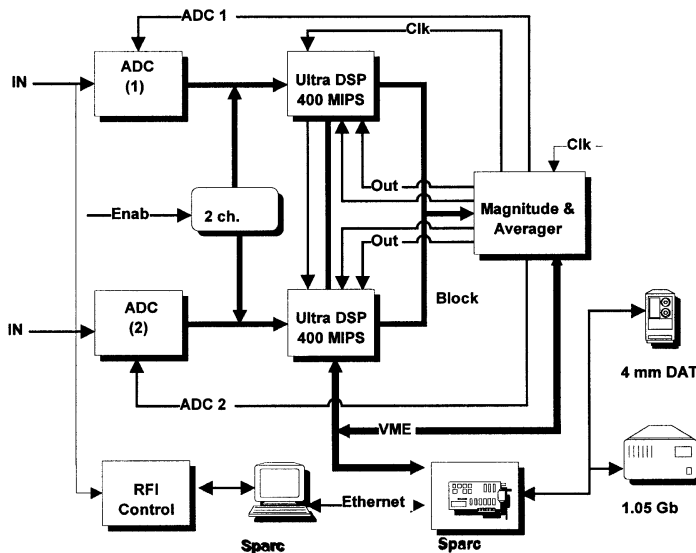 ADC 1
Clk
IN
ADC
(1)
Ultra DSP
400 MIPS
Clk
Out
Enab
2 ch.
Magnitude &
Averager
Out
IN
ADC
(2)
Ultra DSP
400 MIPS
Block
4 mm DAT
ADC 2
VME
RFI
Control
Ethernet
1.05 Gb
Sparc
Sparc